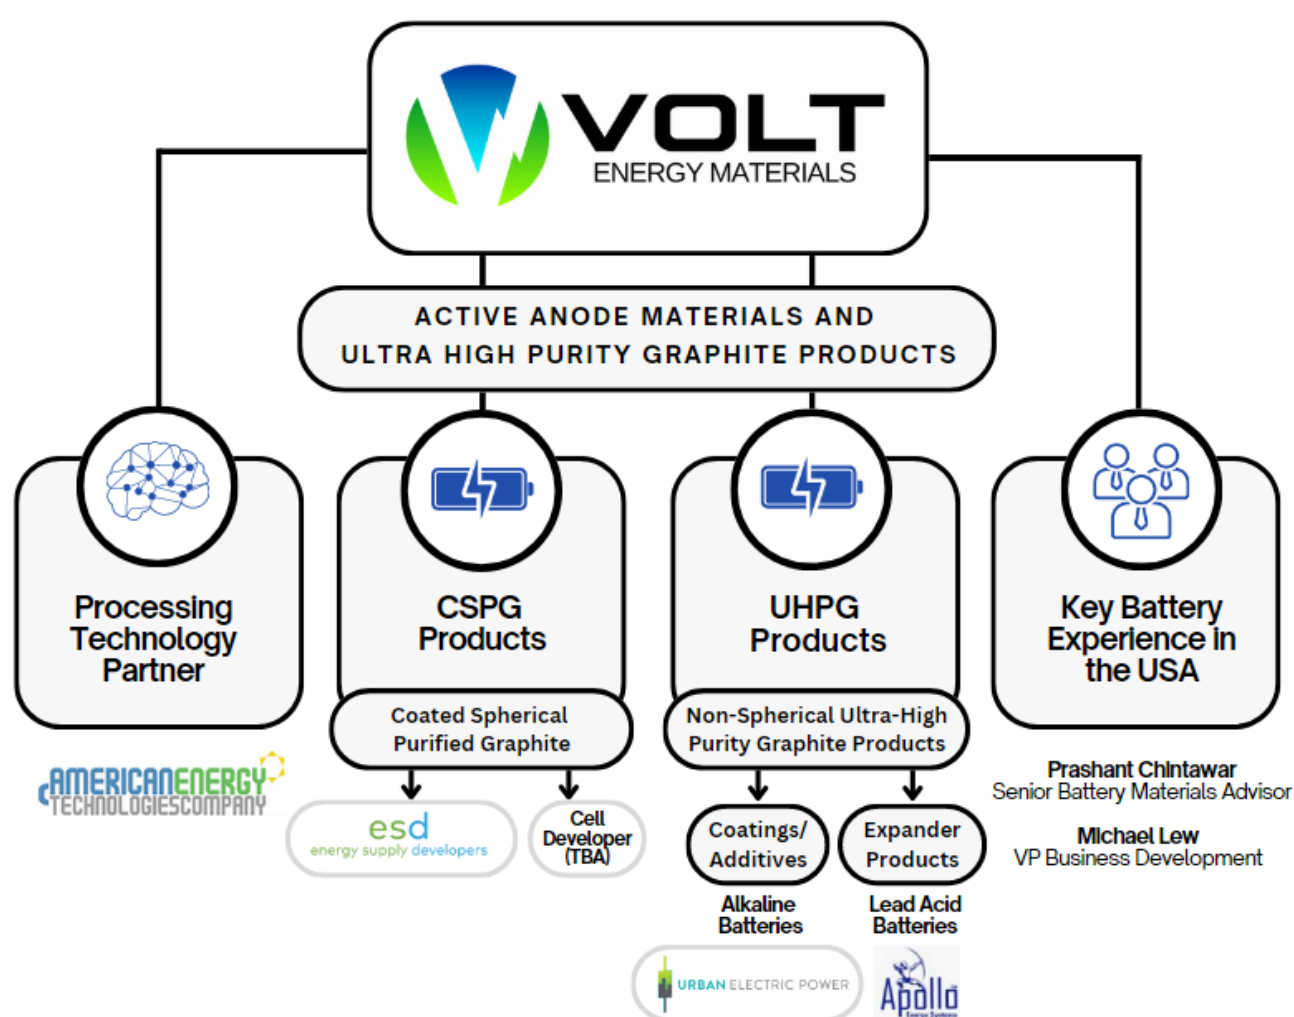 VOLT
ENERGY MATERIALS
ACTIVE ANODE MATERIALS AND
ULTRA HIGH PURITY GRAPHITE PRODUCTS
Processing
Technology
Partner
AMERICANENERGY
TECHNOLOGIESCOMPANY
CSPG
Products
Coated Spherical
Purified Graphite
esd
energy supply developers
Cell
Developer
(TBA)
UHPG
Products
Non-Spherical Ultra-High
Purity Graphite Products
Coatings/
Additives
Alkaline
Batteries
URBAN ELECTRIC POWER
Expander
Products
Lead Acid
Batteries
Apollo
Energy Systems
Key Battery
Experience in
the USA
Prashant Chintawar
Senior Battery Materials Advisor
Michael Lew
VP Business Development